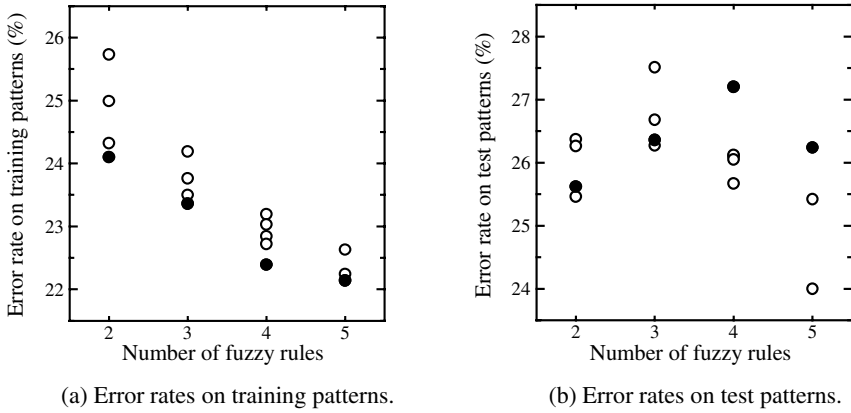 Error rate on training patterns (%)
26
25
24
23
22
2 3 4 5
Number of fuzzy rules
(a) Error rates on training patterns.
Error rate on test patterns (%)
28
27
26
25
24
2 3 4 5
Number of fuzzy rules
(b) Error rates on test patterns.